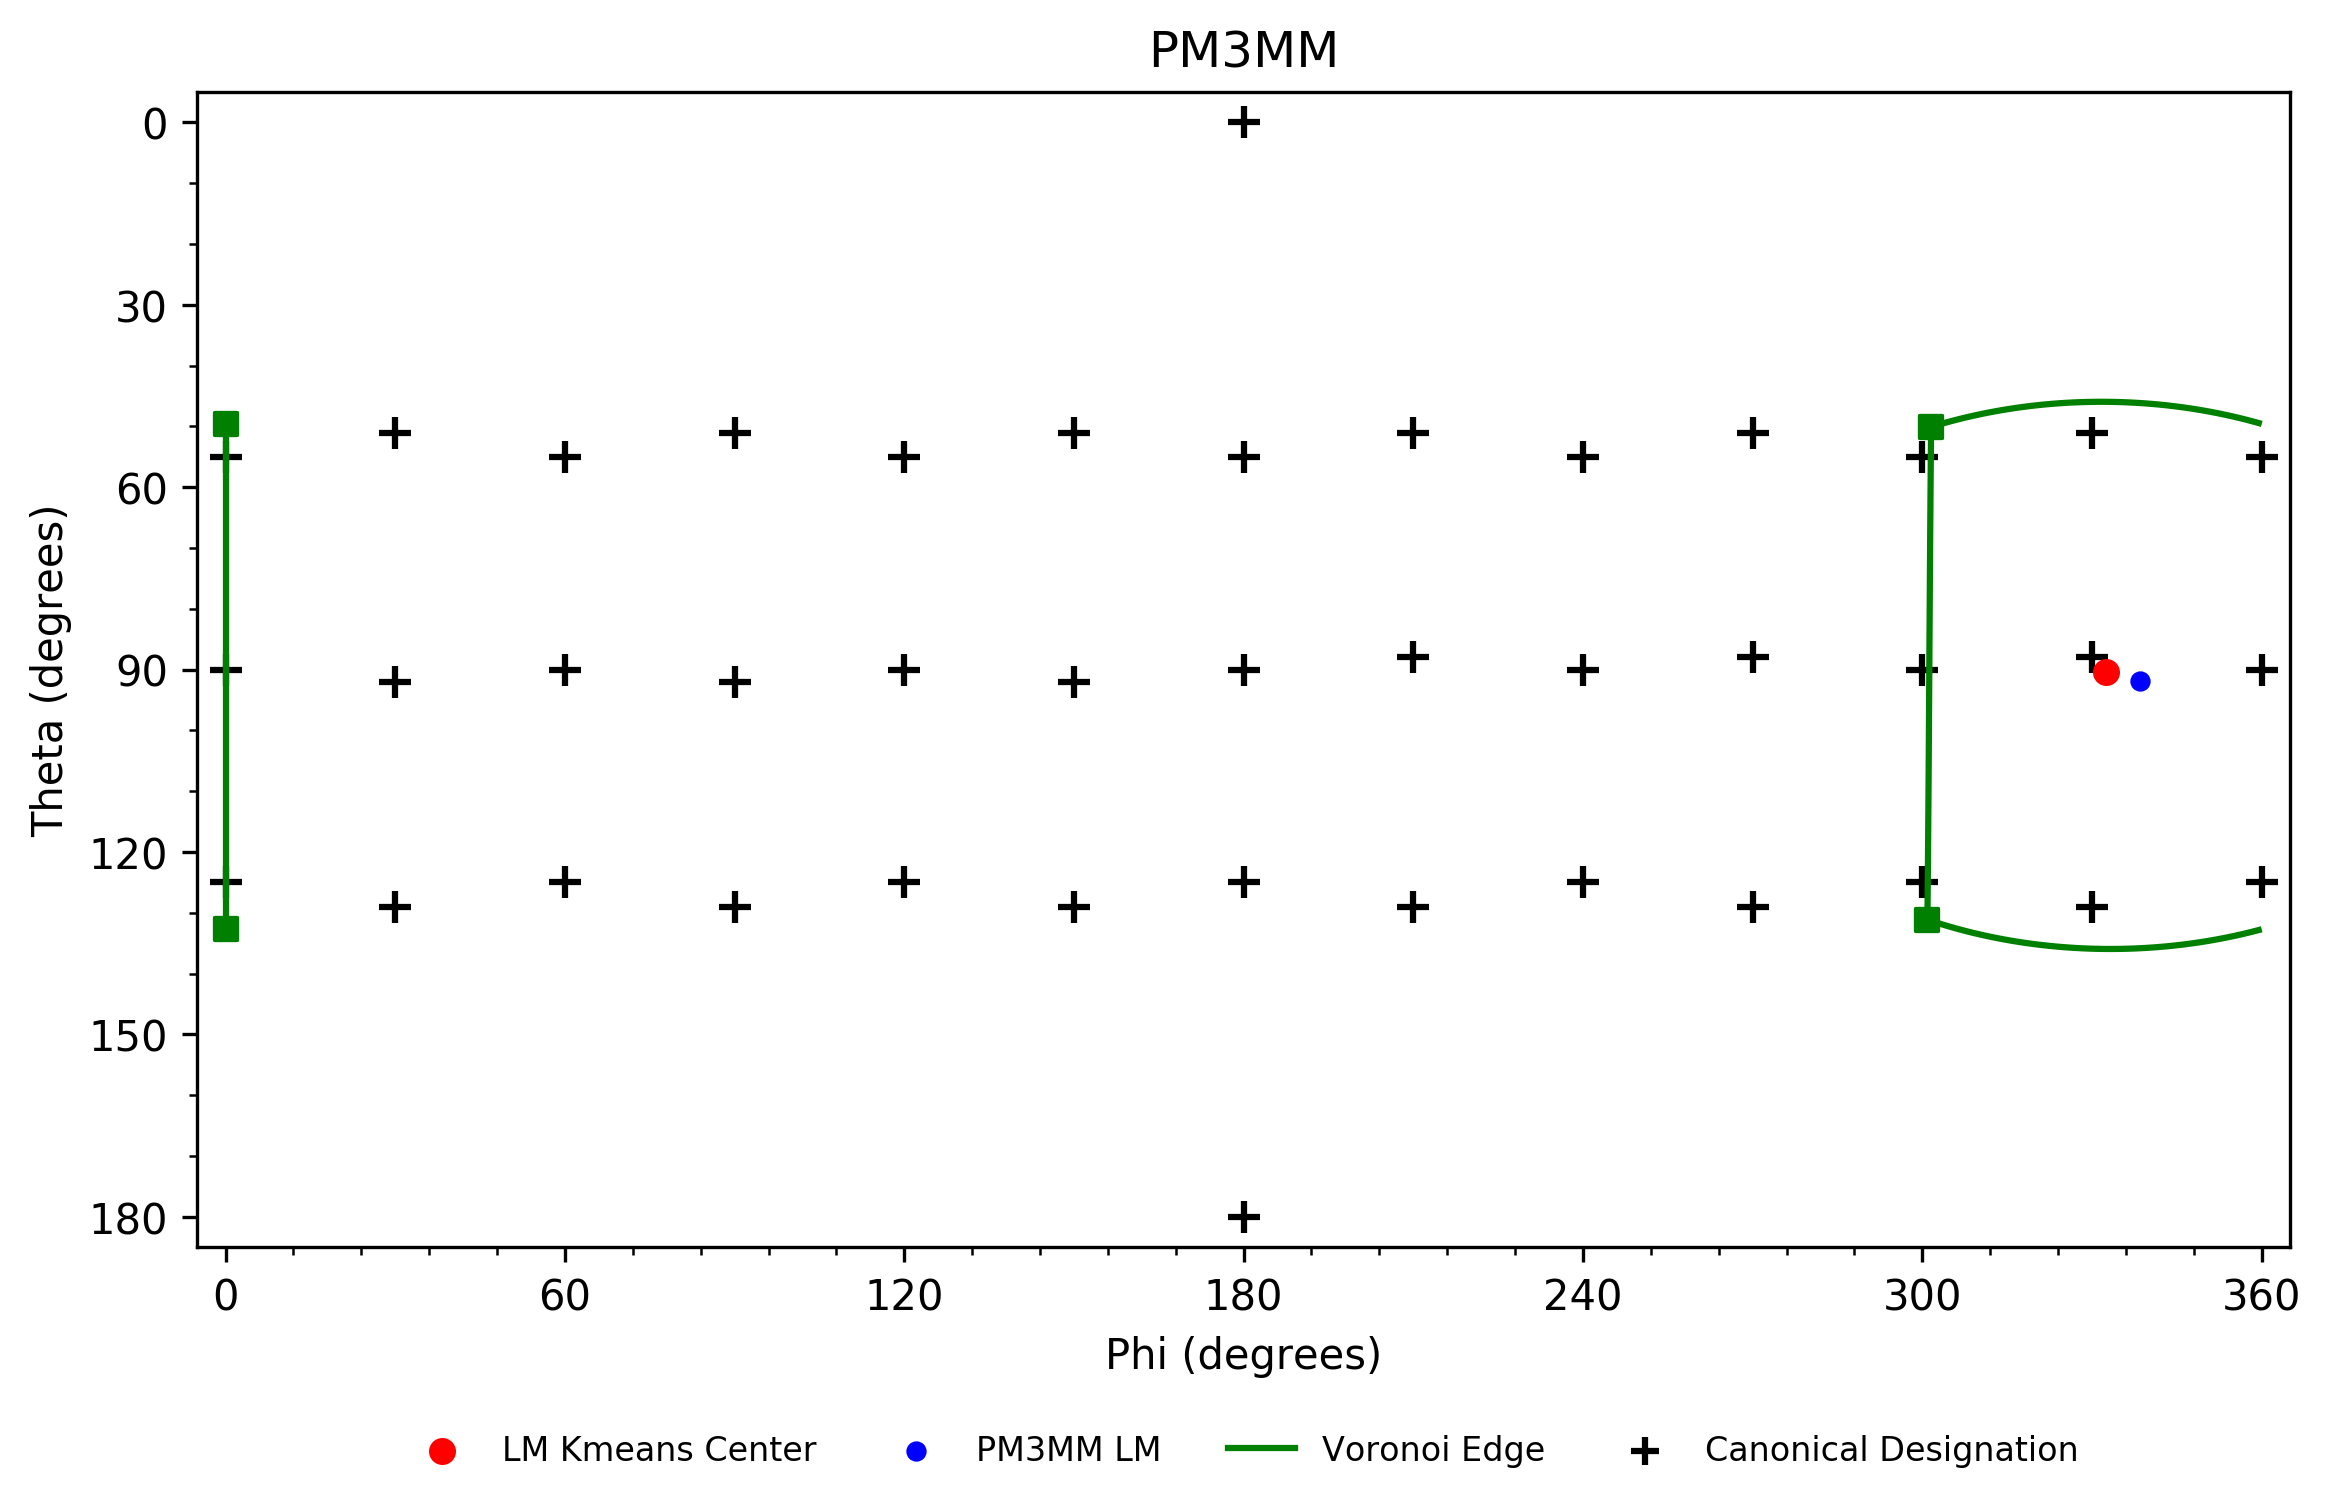 PM3MM
0
30
60
90
120
150
180
Theta (degrees)
0 60 120 180 240 300 360
Phi (degrees)
LM Kmeans Center PM3MM LM Voronoi Edge Canonical Designation